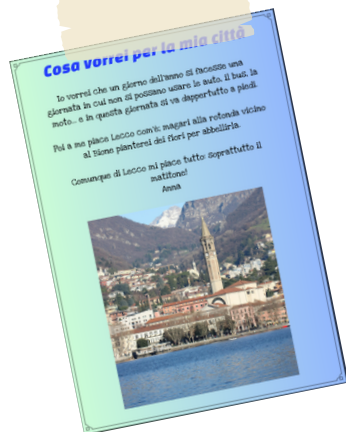 Cosa vorrei per la mia città
Io vorrei che un giorno dell'anno si facesse una
giornata in cui non si possano usare le auto, il bus, la
moto... e in questa giornata si va dappertutto a piedi.
Poi a me piace Lecco com'è; magari alla rotonda vicino
al Bione pianterei dei fiori per abbellirla.
Comunque di Lecco mi piace tutto: soprattutto il
matitone!
Anna